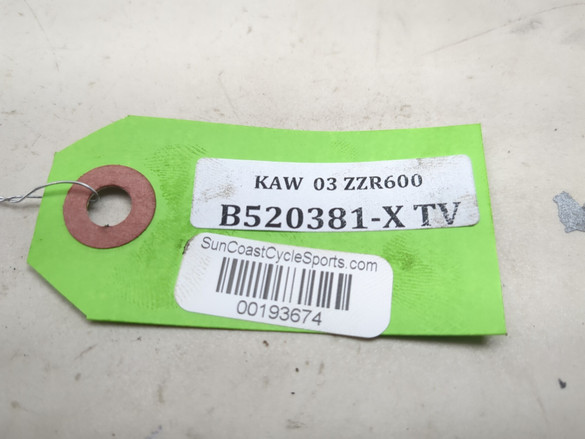 KAW 03 ZZR600
B520381-X TV
SunCoastCycleSports.com
00193674